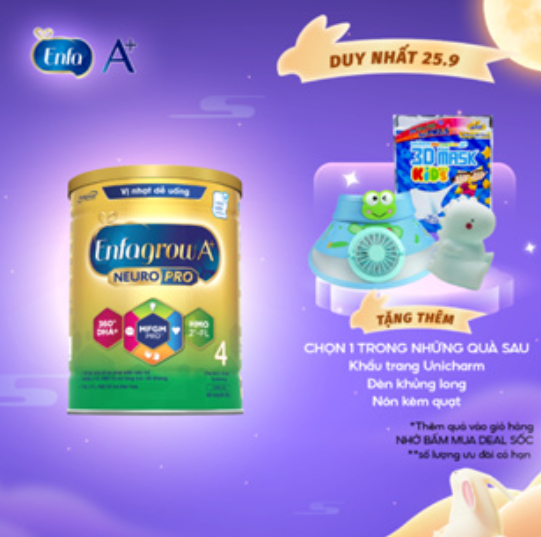 Enfa A+
DUY NHẤT 25.9
3D MASK
KIDS
Vị nhạt dễ uống
Enfagrow A+
NEURO PRO
360°
DHA+
MFGM
PRO
HMO
2'-FL
4
TẶNG THÊM
CHỌN 1 TRONG NHỮNG QUÀ SAU
Khẩu trang Unicharm
Đèn khủng long
Nón kèm quạt
*Thêm quà vào giỏ hàng
NHỚ BẤM MUA DEAL SỐC
**số lượng ưu đãi có hạn